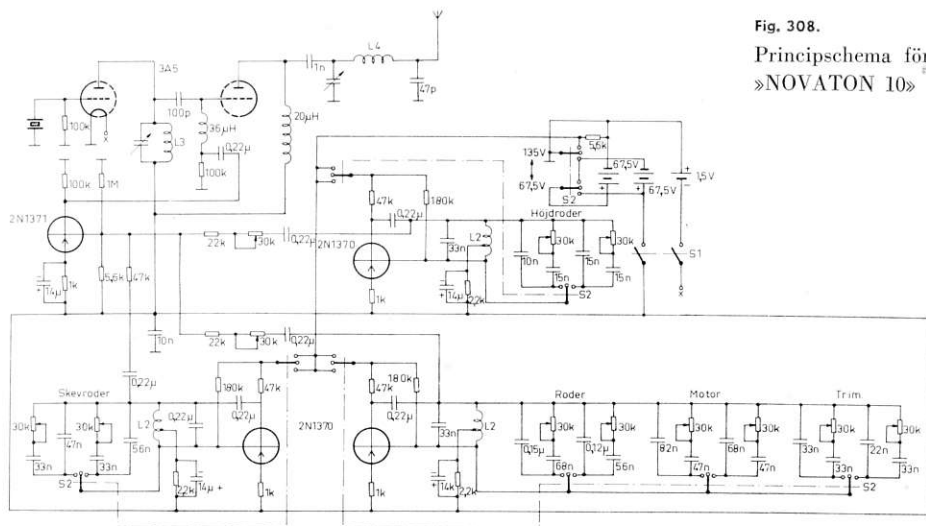 Fig. 308.
Principschema för
»NOVATON 10»
L4
1n
47p
3A5
100k
100p
L3
36µH
0,22µ
100k
20µH
x
100k
1M
135V
67,5V
5,6k
S2
67,5V
67,5V
1,5V
S1
x
2N1371
14µ
1k
5,6k
47k
22k
30k
0,22µ
2N1370
47k
180k
0,22µ
1k
33n
L2
14µ
2,2k
Höjdroder
10n
30k
15n
15n
30k
15n
S2
10n
22k
30k
0,22µ
0,22µ
Skevroder
30k
33n
47n
30k
33n
56n
S2
L2
0,22µ
2,2k
14µ
180k
0,22µ
47k
1k
2N1370
47k
180k
0,22µ
1k
33n
L2
14k
2,2k
Roder
0,15µ
30k
68n
0,12µ
30k
56n
Motor
82n
30k
47n
68n
30k
47n
Trim
33n
30k
33n
22n
30k
33n
S2